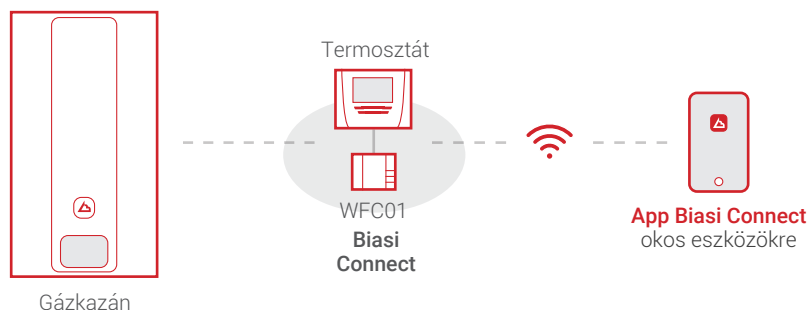 Termosztát
WFC01
Biasi
Connect
App Biasi Connect
okos eszközökre
Gázkazán